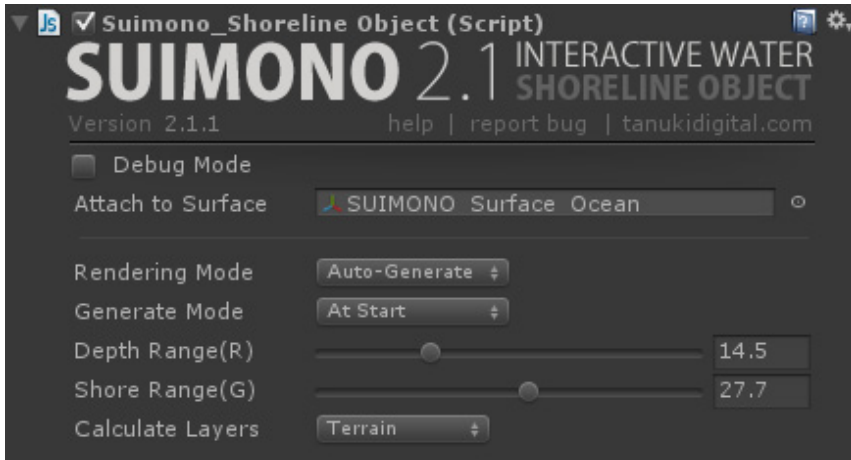 Js Suimono_Shoreline Object (Script)
SUIMONO 2.1 INTERACTIVE WATER
SHORELINE OBJECT
Version 2.1.1 help | report bug | tanukidigital.com
Debug Mode
Attach to Surface SUIMONO Surface Ocean
Rendering Mode Auto-Generate
Generate Mode At Start
Depth Range(R) 14.5
Shore Range(G) 27.7
Calculate Layers Terrain